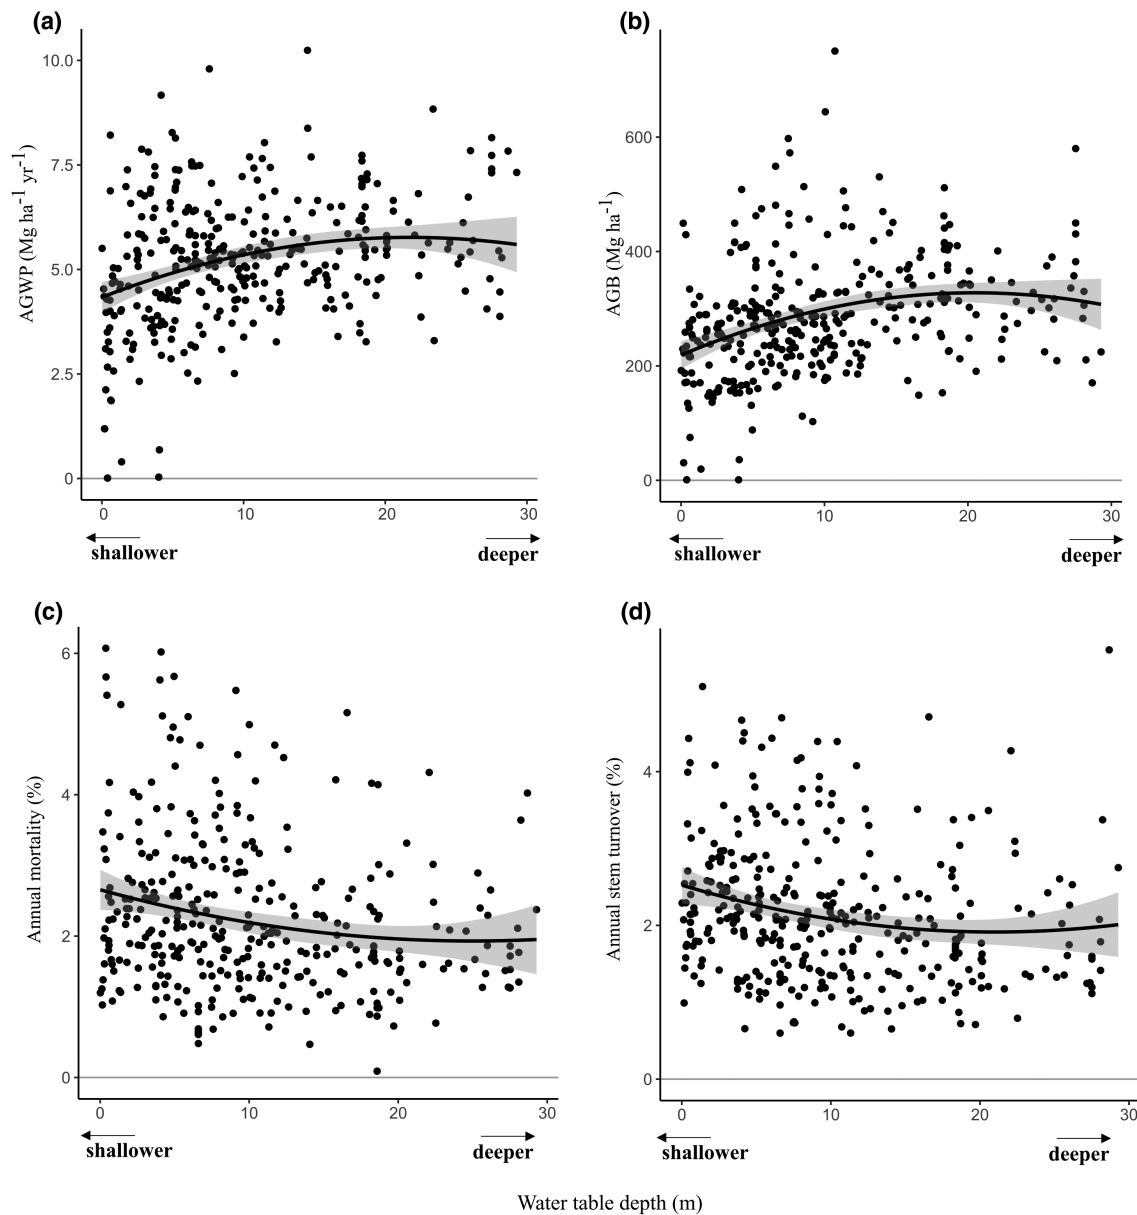 (a)
AGWP (Mg ha⁻¹ yr⁻¹)
10.0
7.5
5.0
2.5
0
0 10 20 30
shallower deeper
(b)
AGB (Mg ha⁻¹)
600
400
200
0
0 10 20 30
shallower deeper
(c)
Annual mortality (%)
6
4
2
0
0 10 20 30
shallower deeper
(d)
Annual stem turnover (%)
4
2
0
0 10 20 30
shallower deeper
Water table depth (m)